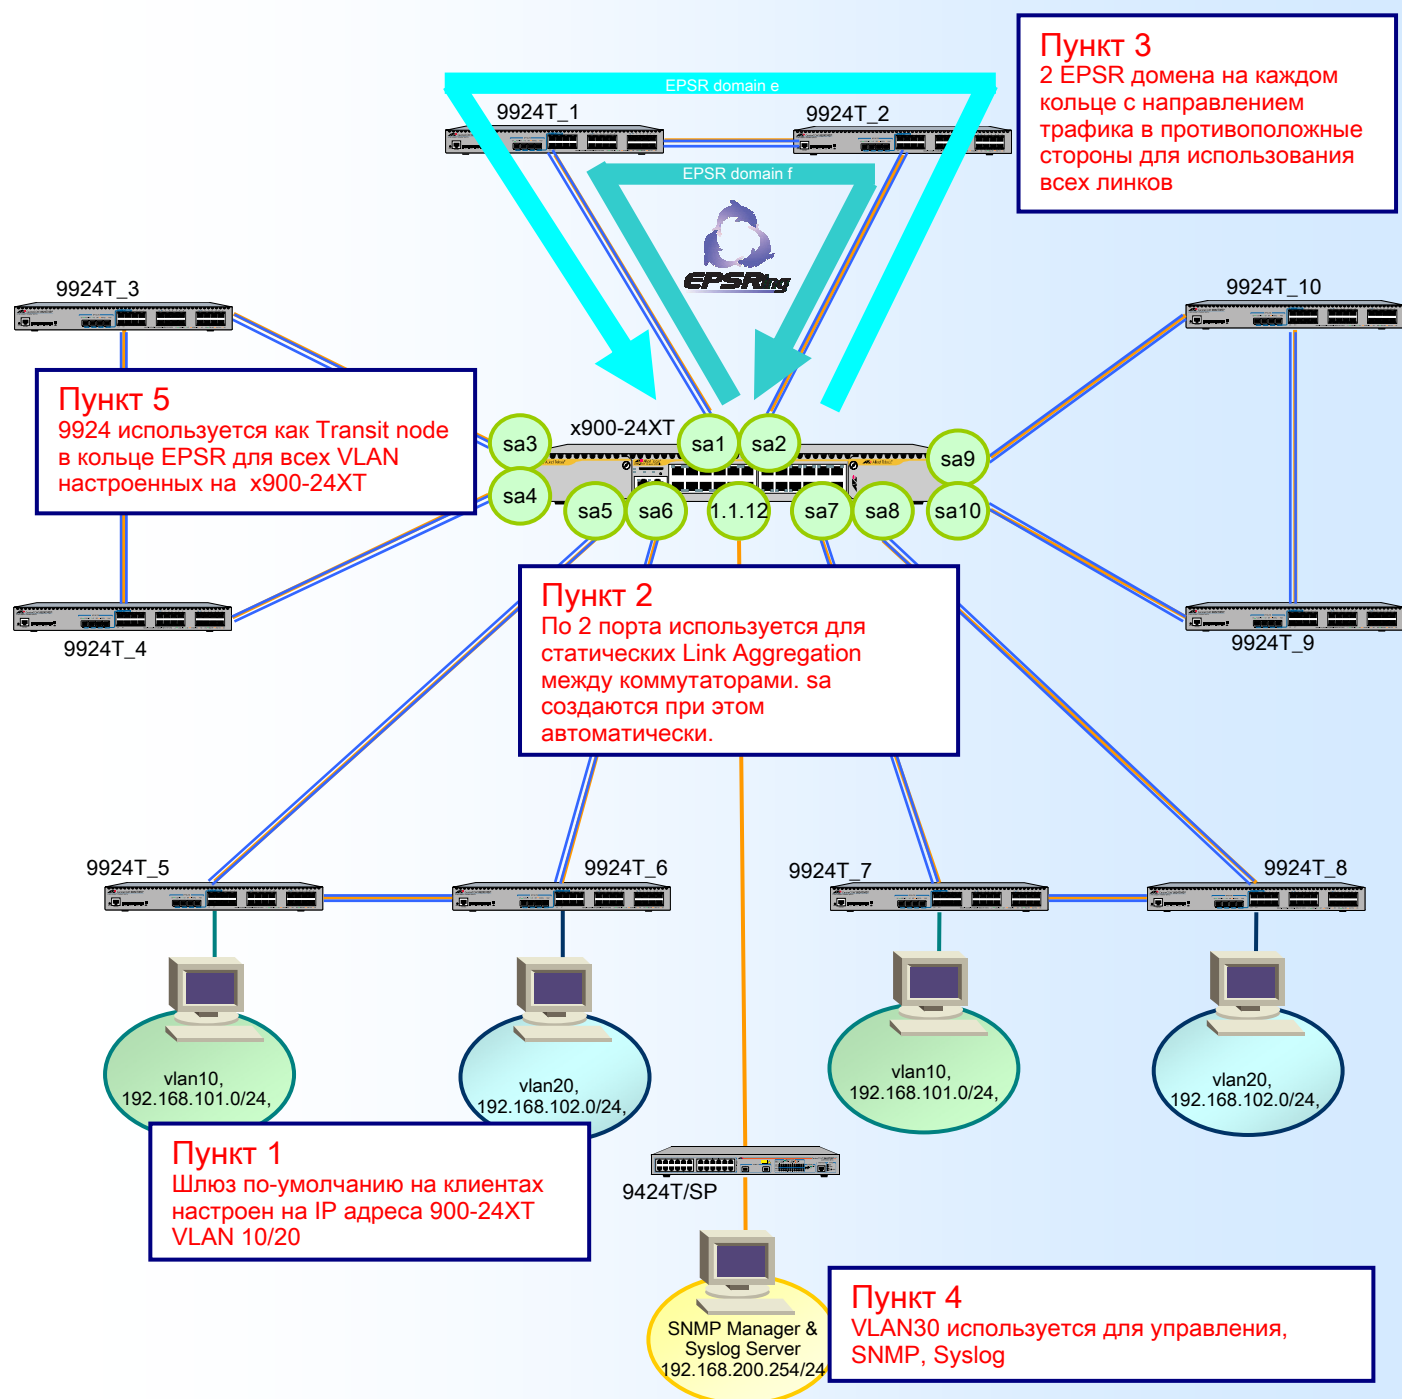 Пункт 3
2 EPSR домена на каждом
кольце с направлением
трафика в противоположные
стороны для использования
всех линков
EPSR domain e
9924T_1
9924T_2
EPSR domain f
EPSRing
9924T_3
9924T_10
Пункт 5
9924 используется как Transit node
в кольце EPSR для всех VLAN
настроенных на x900-24XT
x900-24XT
sa1
sa2
sa3
sa4
sa5
sa6
1.1.12
sa7
sa8
sa9
sa10
9924T_4
9924T_9
Пункт 2
По 2 порта используется для
статических Link Aggregation
между коммутаторами. sa
создаются при этом
автоматически.
9924T_5
9924T_6
9924T_7
9924T_8
vlan10,
192.168.101.0/24,
vlan20,
192.168.102.0/24,
vlan10,
192.168.101.0/24,
vlan20,
192.168.102.0/24,
Пункт 1
Шлюз по-умолчанию на клиентах
настроен на IP адреса 900-24XT
VLAN 10/20
9424T/SP
SNMP Manager &
Syslog Server
192.168.200.254/24
Пункт 4
VLAN30 используется для управления,
SNMP, Syslog